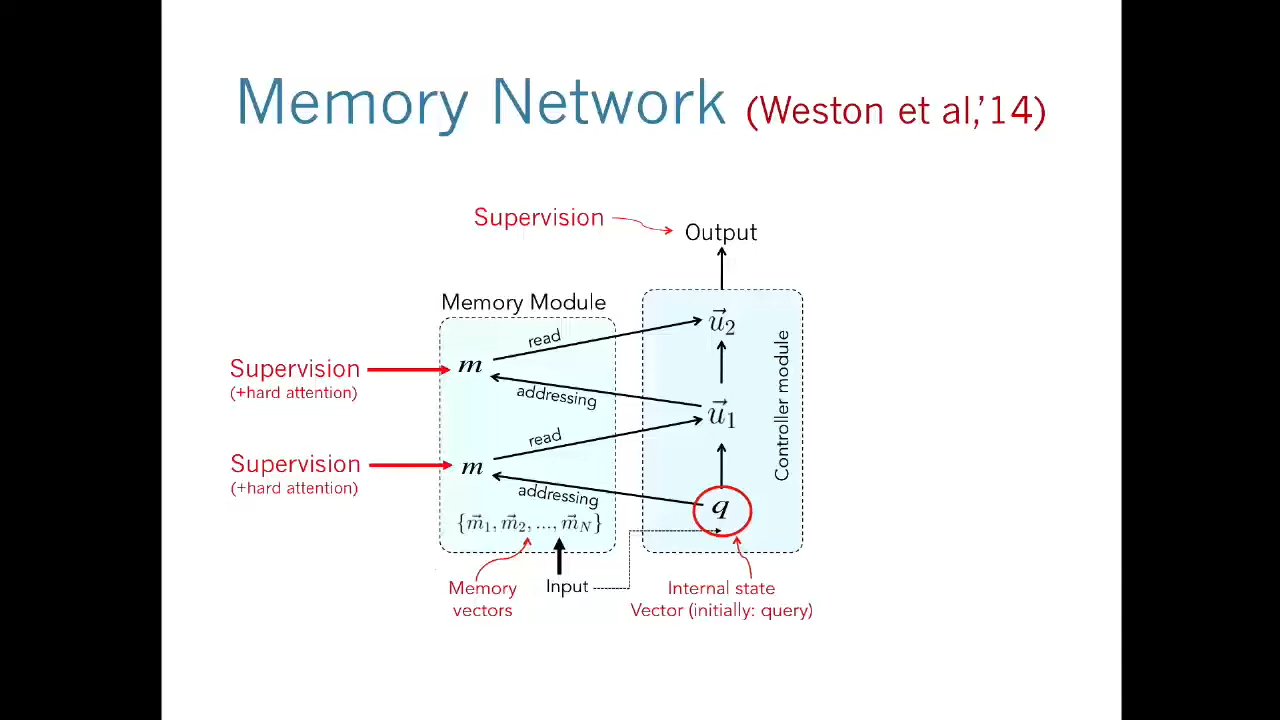 Memory Network (Weston et al,’14)
Supervision
Output
Memory Module
Controller module
read
m
u⃗2
Supervision
(+hard attention)
addressing
u⃗1
read
Supervision
(+hard attention)
m
addressing
q
{m⃗1, m⃗2, ..., m⃗N}
Memory
vectors
Input
Internal state
Vector (initially: query)